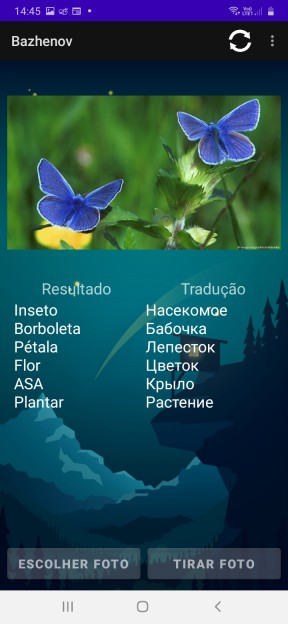 14:45
Bazhenov
Resultado Tradução
Inseto Насекомое
Borboleta Бабочка
Pétala Лепесток
Flor Цветок
ASA Крыло
Plantar Растение
ESCOLHER FOTO TIRAR FOTO